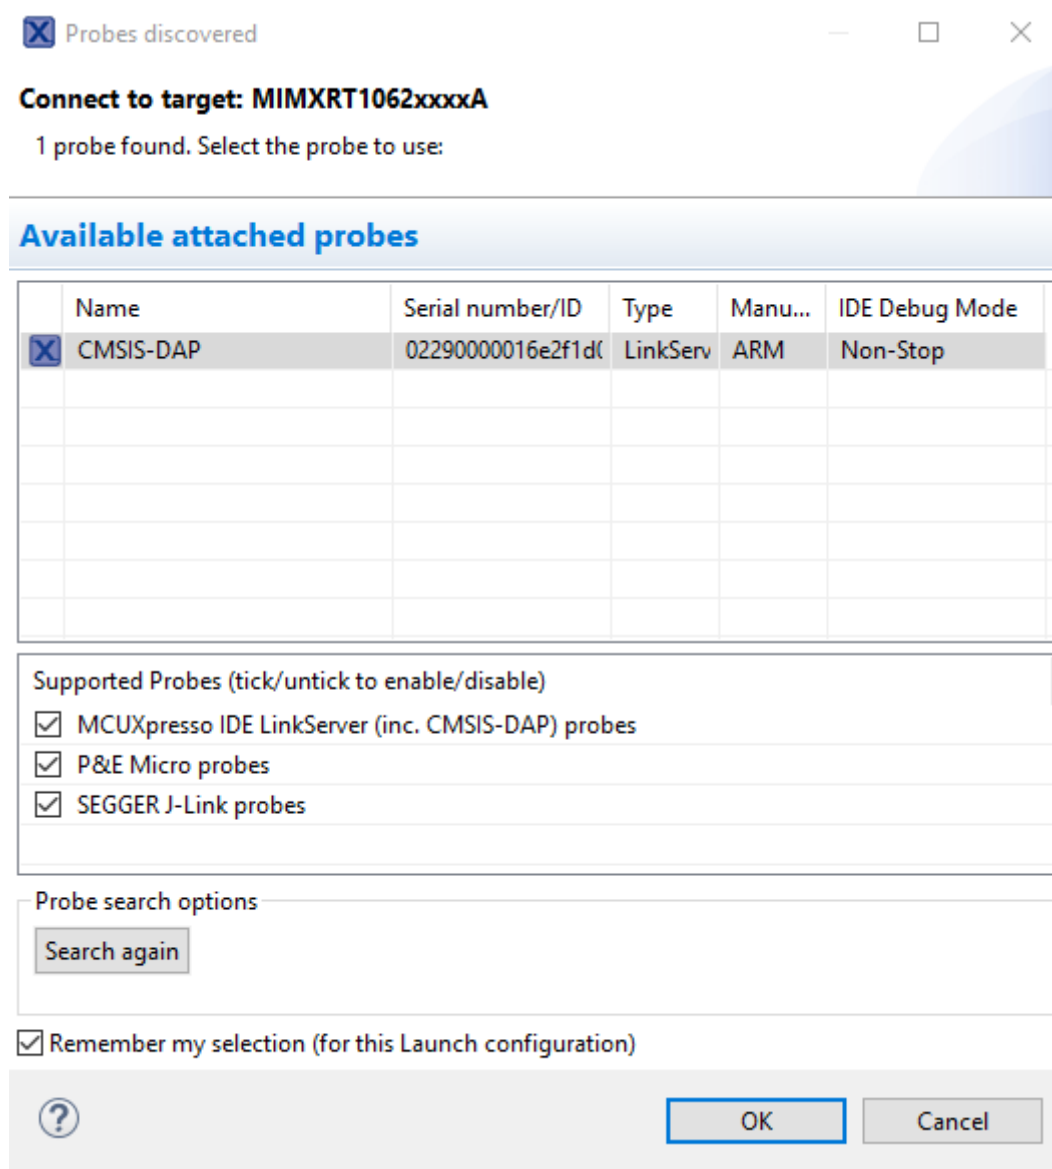 Probes discovered
Connect to target: MIMXRT1062xxxxA
1 probe found. Select the probe to use:
Available attached probes
Name Serial number/ID Type Manu... IDE Debug Mode
CMSIS-DAP 02290000016e2f1d( LinkServ ARM Non-Stop
Supported Probes (tick/untick to enable/disable)
MCUXpresso IDE LinkServer (inc. CMSIS-DAP) probes
P&E Micro probes
SEGGER J-Link probes
Probe search options
Search again
Remember my selection (for this Launch configuration)
OK Cancel